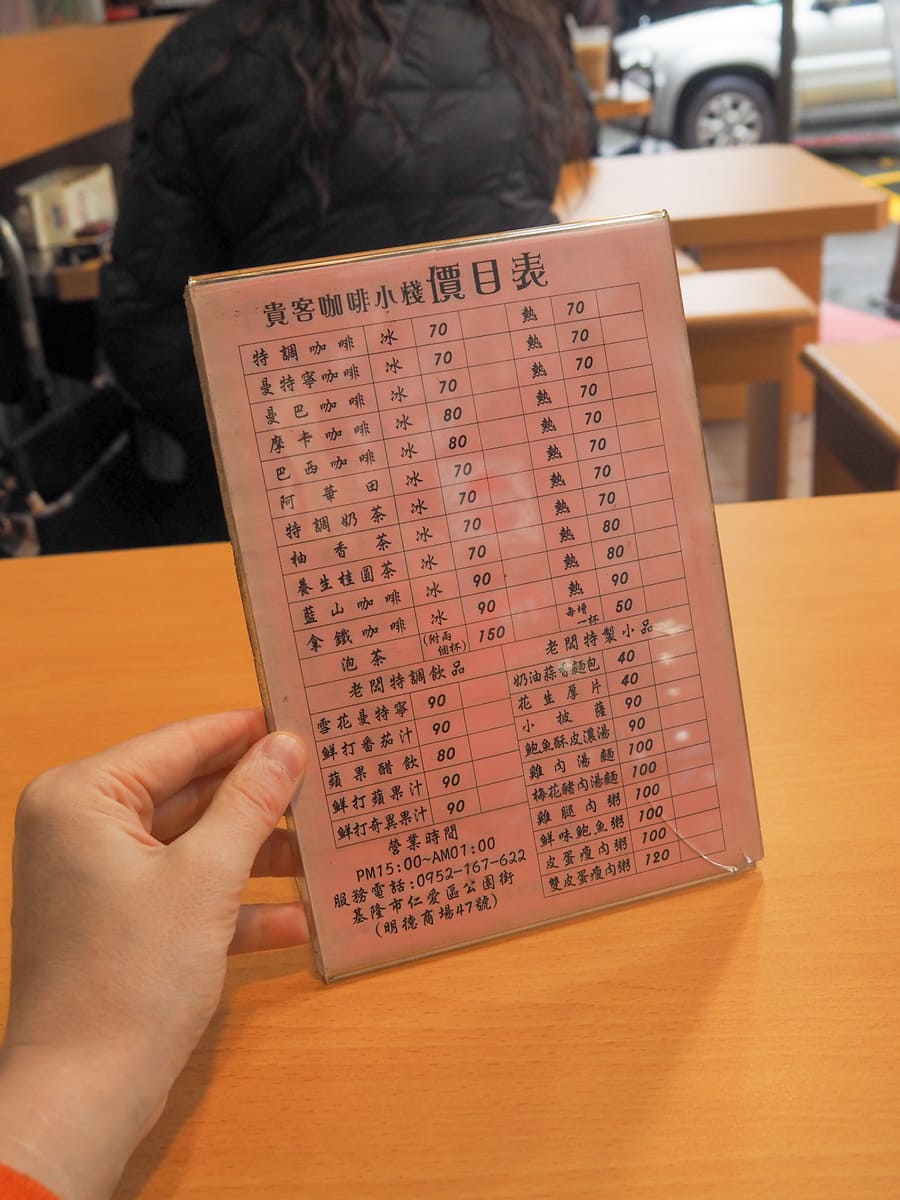 貴客咖啡小棧價目表
特調咖啡 冰 70 熱 70
曼特寧咖啡 冰 70 熱 70
曼巴咖啡 冰 70 熱 70
摩卡咖啡 冰 80 熱 70
巴西咖啡 冰 80 熱 70
阿華田 冰 70 熱 70
特調奶茶 冰 70 熱 70
柚香茶 冰 70 熱 70
養生桂圓茶 冰 70 熱 80
藍山咖啡 冰 90 熱 80
拿鐵咖啡 冰 90 熱 90
泡茶 (附兩個杯) 150 每增一杯 50
老闆特調飲品
雪花曼特寧 90
鮮打番茄汁 90
蘋果醋飲 80
鮮打蘋果汁 90
鮮打奇異果汁 90
老闆特製小品
奶油蒜香麵包 40
花生厚片 40
小披薩 90
鮑魚酥皮濃湯 90
雞肉湯麵 100
梅花豬肉湯麵 100
雞腿肉粥 100
鮮味鮑魚粥 100
皮蛋瘦肉粥 100
雙皮蛋瘦肉粥 120
營業時間
PM15:00~AM01:00
服務電話:0952-167-622
基隆市仁愛區公園街
(明德商場47號)